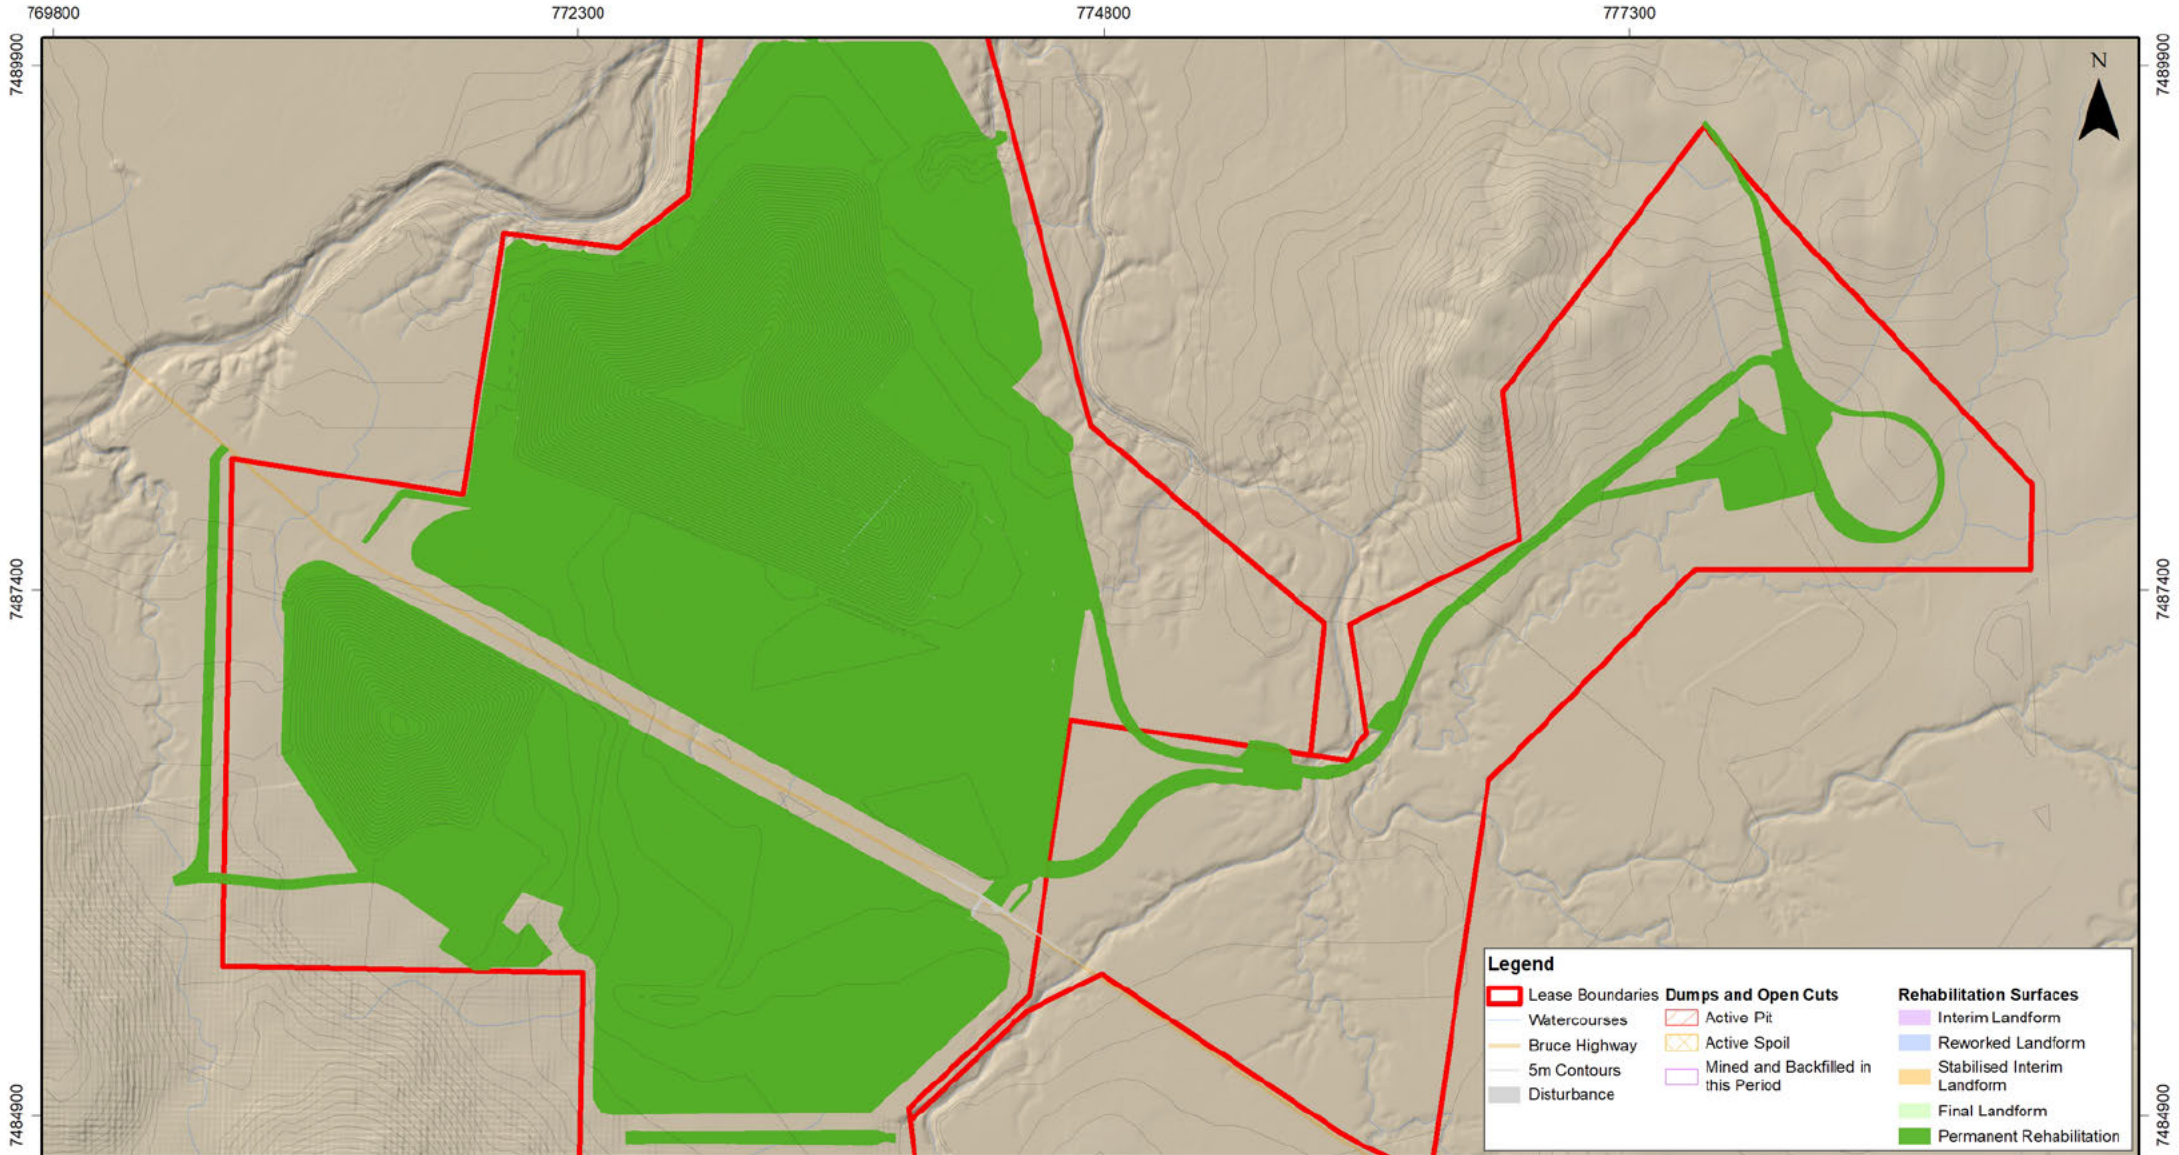 769800 772300 774800 777300
7489900
7489900
N
7487400
7487400
7484900
7484900
Legend
Lease Boundaries
Watercourses
Bruce Highway
5m Contours
Disturbance
Dumps and Open Cuts
Active Pit
Active Spoil
Mined and Backfilled in
this Period
Rehabilitation Surfaces
Interim Landform
Reworked Landform
Stabilised Interim
Landform
Final Landform
Permanent Rehabilitation